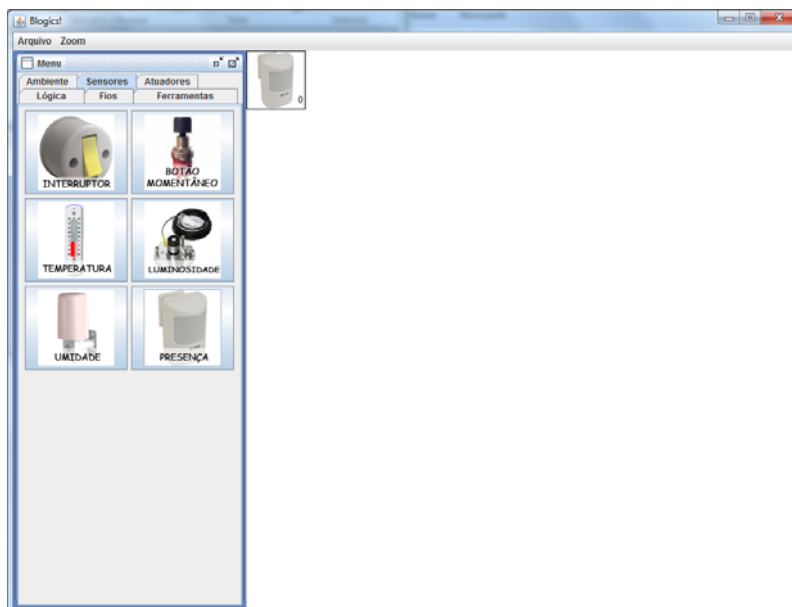 Blogics!
Arquivo Zoom
Menu
Ambiente Sensores Atuadores
Lógica Fios Ferramentas
INTERRUPTOR
BOTÃO
MOMENTÂNEO
TEMPERATURA
LUMINOSIDADE
UMIDADE
PRESENÇA
0